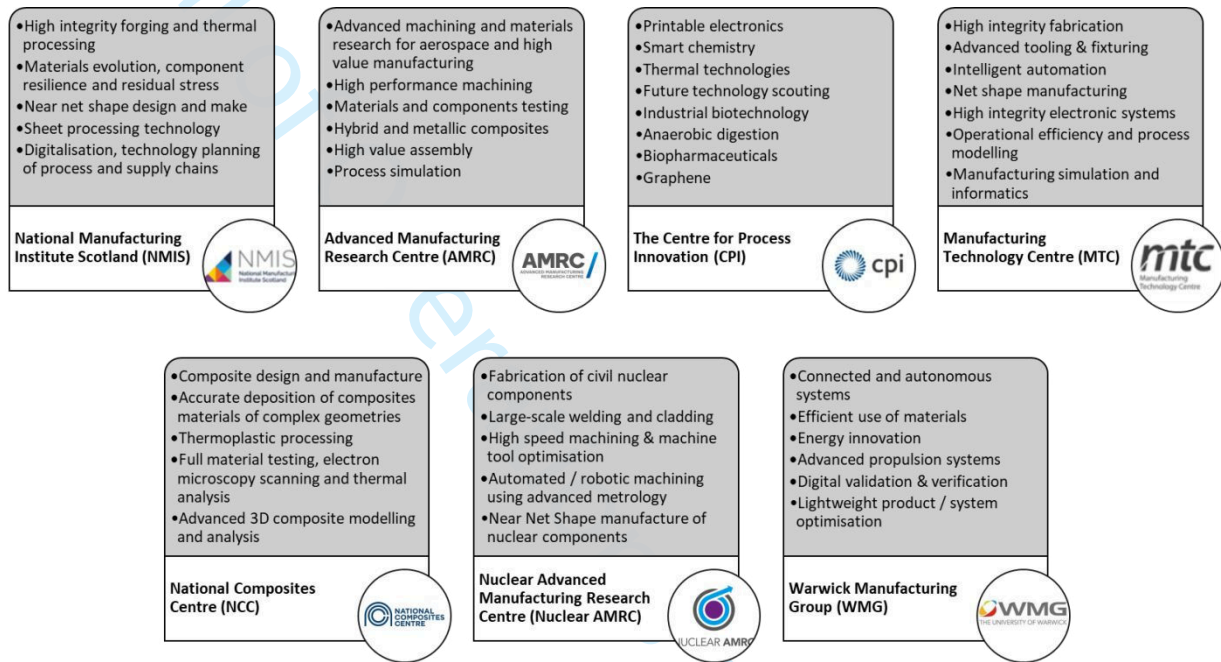 •High integrity forging and thermal
processing
•Materials evolution, component
resilience and residual stress
•Near net shape design and make
•Sheet processing technology
•Digitalisation, technology planning
of process and supply chains
National Manufacturing
Institute Scotland (NMIS)
NMIS
National Manufacturing
Institute Scotland
•Advanced machining and materials
research for aerospace and high
value manufacturing
•High performance machining
•Materials and components testing
•Hybrid and metallic composites
•High value assembly
•Process simulation
Advanced Manufacturing
Research Centre (AMRC)
AMRC
ADVANCED MANUFACTURING
RESEARCH CENTRE
•Printable electronics
•Smart chemistry
•Thermal technologies
•Future technology scouting
•Industrial biotechnology
•Anaerobic digestion
•Biopharmaceuticals
•Graphene
The Centre for Process
Innovation (CPI)
cpi
•High integrity fabrication
•Advanced tooling & fixturing
•Intelligent automation
•Net shape manufacturing
•High integrity electronic systems
•Operational efficiency and process
modelling
•Manufacturing simulation and
informatics
Manufacturing
Technology Centre (MTC)
mtc
Manufacturing
Technology Centre
•Composite design and manufacture
•Accurate deposition of composites
materials of complex geometries
•Thermoplastic processing
•Full material testing, electron
microscopy scanning and thermal
analysis
•Advanced 3D composite modelling
and analysis
National Composites
Centre (NCC)
NATIONAL
COMPOSITES
CENTRE
•Fabrication of civil nuclear
components
•Large-scale welding and cladding
•High speed machining & machine
tool optimisation
•Automated / robotic machining
using advanced metrology
•Near Net Shape manufacture of
nuclear components
Nuclear Advanced
Manufacturing Research
Centre (Nuclear AMRC)
NUCLEAR AMRC
•Connected and autonomous
systems
•Efficient use of materials
•Energy innovation
•Advanced propulsion systems
•Digital validation & verification
•Lightweight product / system
optimisation
Warwick Manufacturing
Group (WMG)
WMG
THE UNIVERSITY OF WARWICK